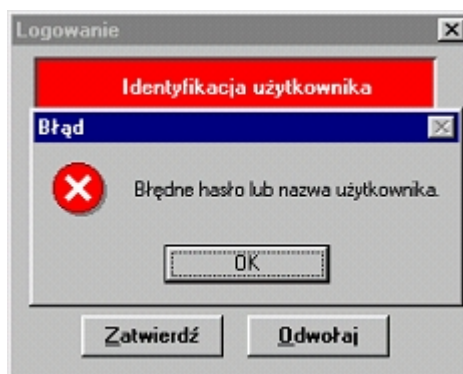 Logowanie
Identyfikacja użytkownika
Błąd
Błędne hasło lub nazwa użytkownika.
OK
Zatwierdź
Odwołaj